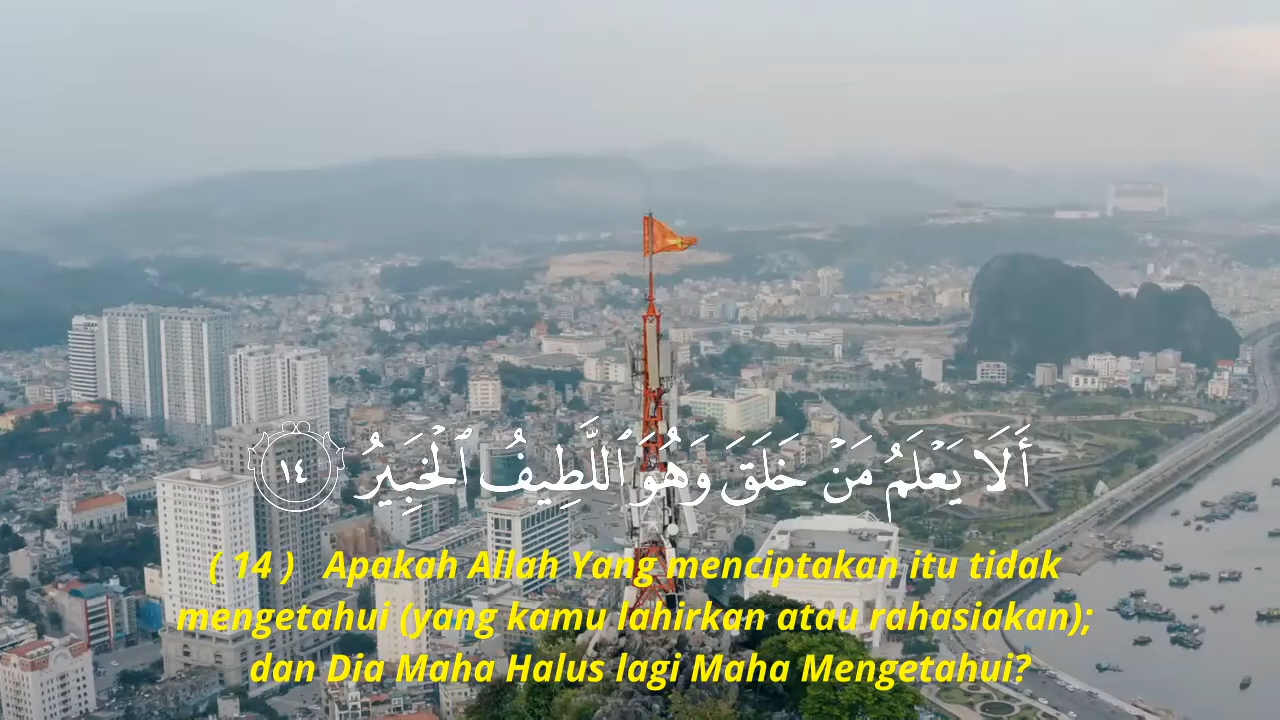 أَلَا يَعْلَمُ مَنْ خَلَقَ وَهُوَ ٱللَّطِيفُ ٱلْخَبِيرُ ١٤
( 14 ) Apakah Allah Yang menciptakan itu tidak
mengetahui (yang kamu lahirkan atau rahasiakan);
dan Dia Maha Halus lagi Maha Mengetahui?